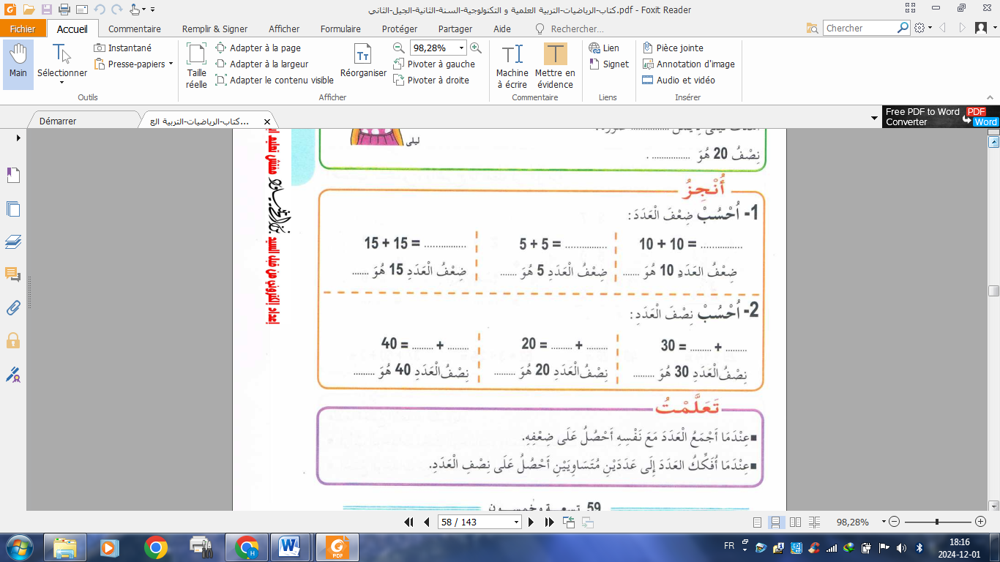 كتاب-الرياضيات-التربية العلمية و التكنولوجية-السنة-الثانية-الجيل-الثاني.pdf - Foxit Reader
Fichier Accueil Commentaire Remplir & Signer Afficher Formulaire Protéger Partager Aide Rechercher... Chercher
Main
Sélectionner
Instantané
Presse-papiers
Outils
Taille réelle
Adapter à la page
Adapter à la largeur
Adapter le contenu visible
Réorganiser
98,28%
Pivoter à gauche
Pivoter à droite
Afficher
Machine à écrire
Mettre en évidence
Commentaire
Lien
Signet
Liens
Pièce jointe
Annotation d'image
Audio et vidéo
Insérer
Démarrer
كتاب-الرياضيات-التربية الع...
Free PDF to Word Converter
PDF Word
ليلى
نِصْفُ 20 هُوَ ............... .
أُنْجِزُ
1- أُحْسُبْ ضِعْفَ الْعَدَدَ:
10 + 10 = ...............
5 + 5 = ...............
15 + 15 = ...............
ضِعْفُ العَدَدِ 10 هُوَ ......
ضِعْفُ الْعَدَدِ 5 هُوَ ......
ضِعْفُ الْعَدَدِ 15 هُوَ ......
2- أُحْسُبْ نِصْفَ الْعَدَدِ:
30 = ........ + ........
20 = ........ + ........
40 = ........ + ........
نِصْفُ الْعَدَدِ 30 هُوَ ........
نِصْفُ الْعَدَدِ 20 هُوَ ........
نِصْفُ الْعَدَدِ 40 هُوَ ........
تَعَلَّمْتُ
■ عِنْدَمَا أَجْمَعُ الْعَدَدَ مَعَ نَفْسِهِ أَحْصُلُ عَلَى ضِعْفِهِ.
■ عِنْدَمَا أُفَكِّكُ العَدَدَ إِلَى عَدَدَيْنِ مُتَسَاوِيَيْنِ أَحْصُلُ عَلَى نِصْفِ الْعَدَدِ.
59 تسعة وخمسون
58 / 143
98,28%
FR
18:16
2024-12-01